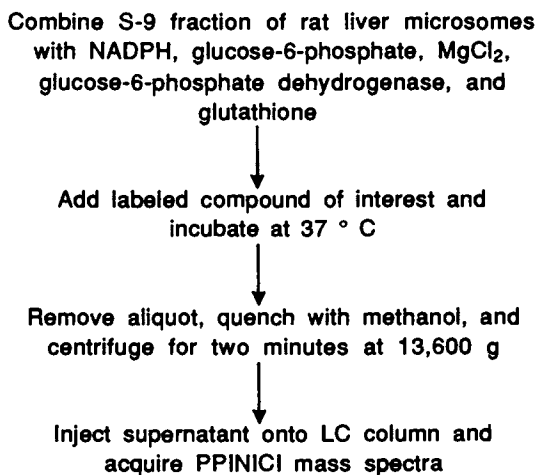 Combine S-9 fraction of rat liver microsomes
with NADPH, glucose-6-phosphate, MgCl₂,
glucose-6-phosphate dehydrogenase, and
glutathione
Add labeled compound of interest and
incubate at 37 ° C
Remove aliquot, quench with methanol, and
centrifuge for two minutes at 13,600 g
Inject supernatant onto LC column and
acquire PPINICI mass spectra